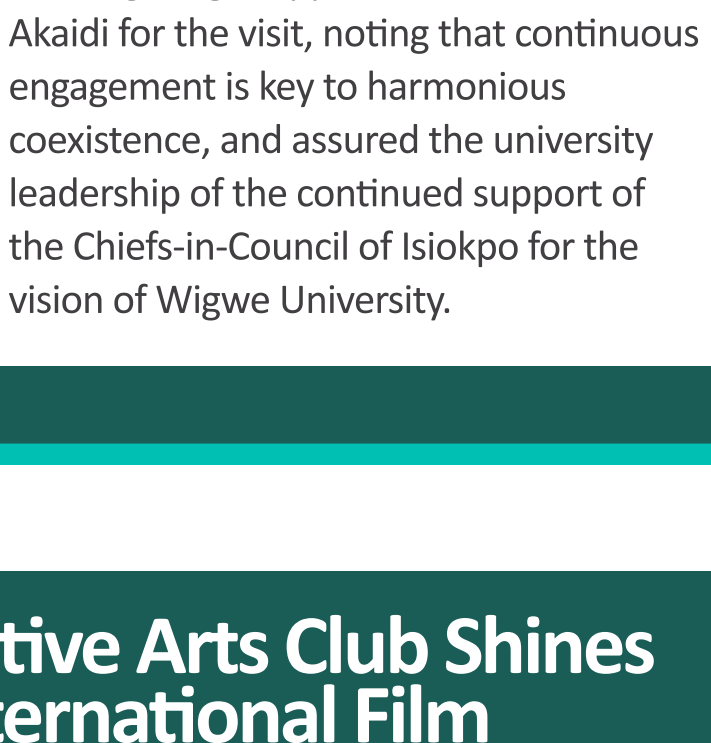 Akaidi for the visit, noting that continuous
engagement is key to harmonious
coexistence, and assured the university
leadership of the continued support of
the Chiefs-in-Council of Isiokpo for the
vision of Wigwe University.
tive Arts Club Shines
ternational Film